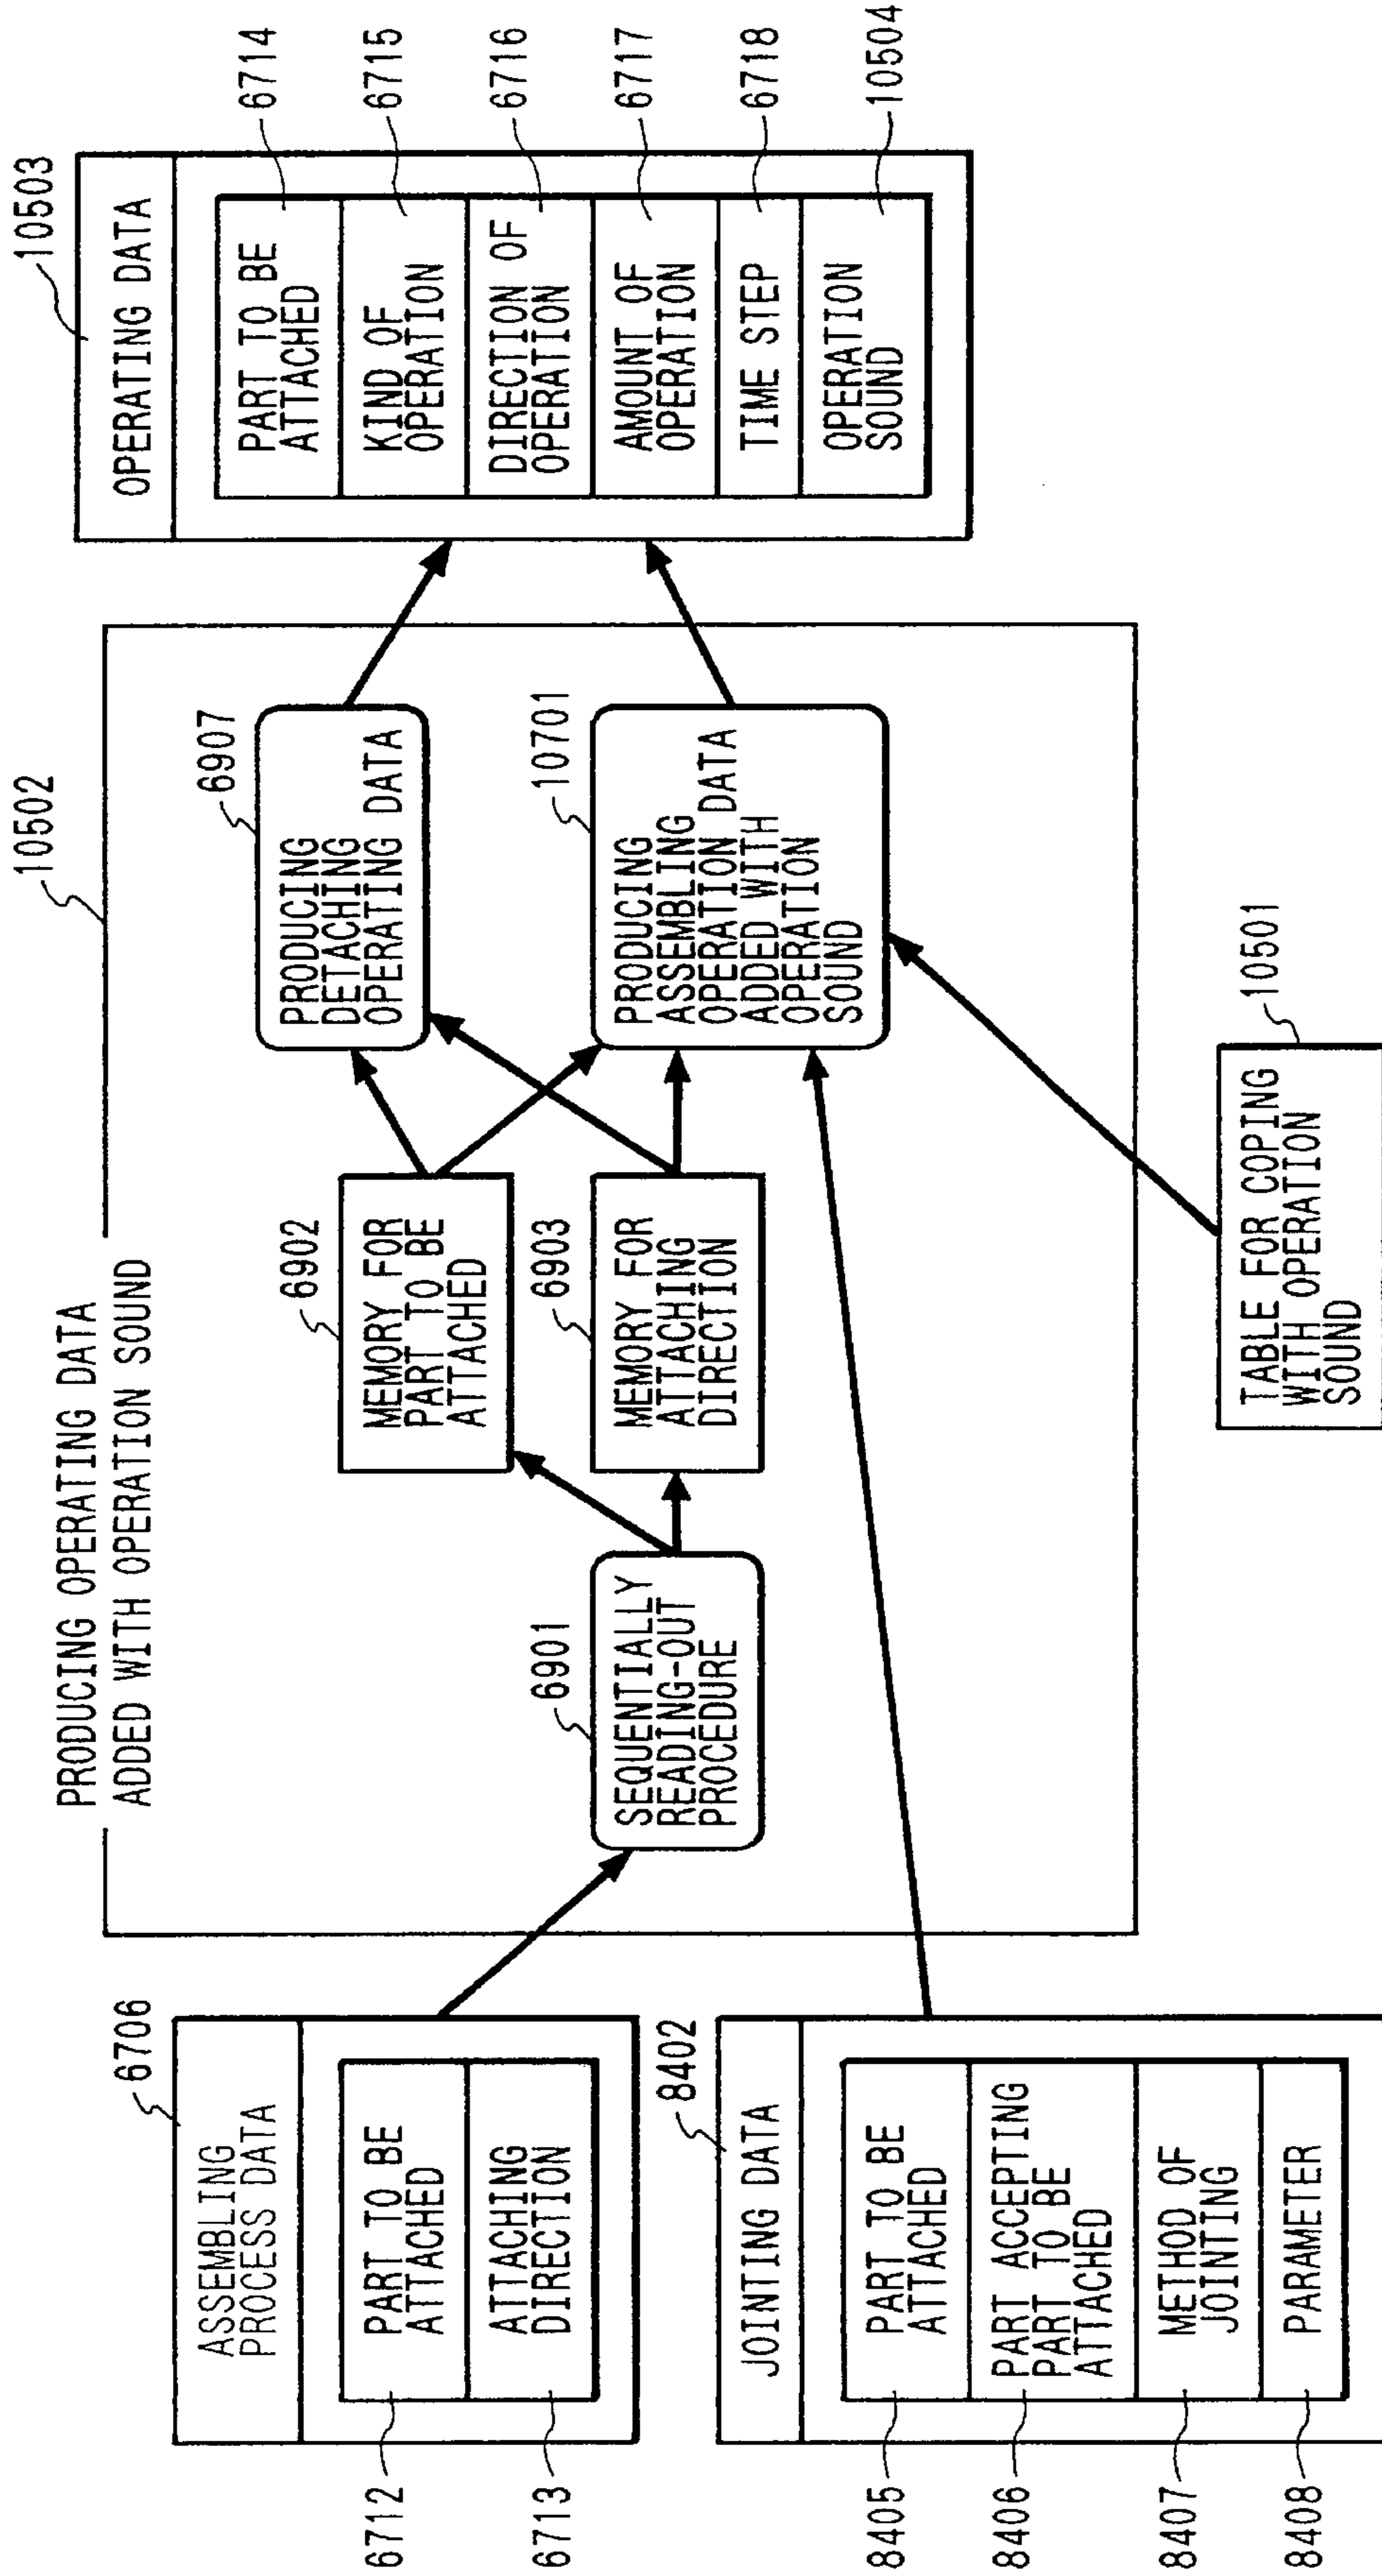 PRODUCING OPERATING DATA
ADDED WITH OPERATION SOUND
10502
6706
ASSEMBLING
PROCESS DATA
6712
PART TO BE
ATTACHED
6713
ATTACHING
DIRECTION
8402
JOINTING DATA
8405
PART TO BE
ATTACHED
8406
PART ACCEPTING
PART TO BE
ATTACHED
8407
METHOD OF
JOINTING
8408
PARAMETER
6901
SEQUENTIALLY
READING-OUT
PROCEDURE
6902
MEMORY FOR
PART TO BE
ATTACHED
6903
MEMORY FOR
ATTACHING
DIRECTION
6907
PRODUCING
DETACHING
OPERATING DATA
10701
PRODUCING
ASSEMBLING
OPERATION DATA
ADDED WITH
OPERATION
SOUND
10501
TABLE FOR COPING
WITH OPERATION
SOUND
10503
OPERATING DATA
PART TO BE
ATTACHED
6714
KIND OF
OPERATION
6715
DIRECTION OF
OPERATION
6716
AMOUNT OF
OPERATION
6717
TIME STEP
6718
OPERATION
SOUND
10504